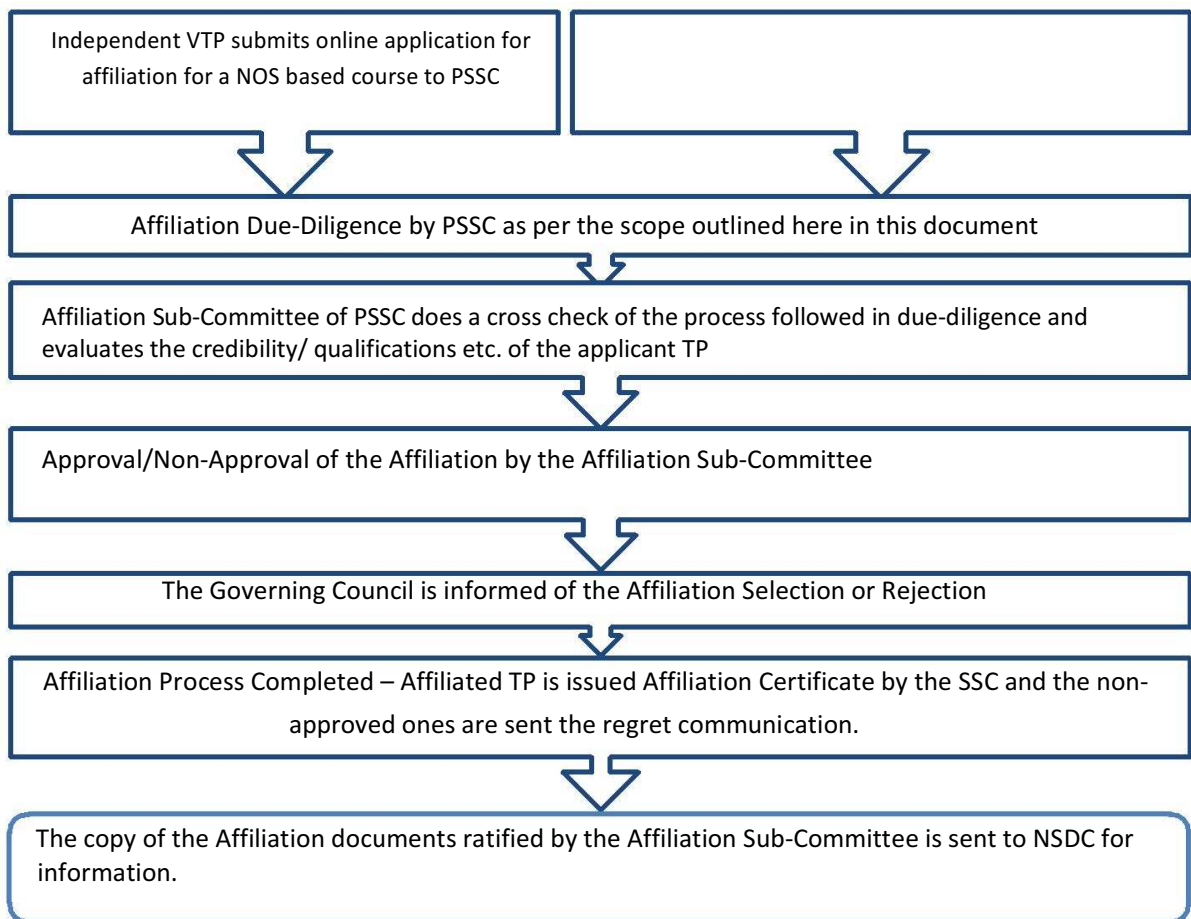 Independent VTP submits online application for
affiliation for a NOS based course to PSSC
Affiliation Due-Diligence by PSSC as per the scope outlined here in this document
Affiliation Sub-Committee of PSSC does a cross check of the process followed in due-diligence and
evaluates the credibility/ qualifications etc. of the applicant TP
Approval/Non-Approval of the Affiliation by the Affiliation Sub-Committee
The Governing Council is informed of the Affiliation Selection or Rejection
Affiliation Process Completed – Affiliated TP is issued Affiliation Certificate by the SSC and the non-
approved ones are sent the regret communication.
The copy of the Affiliation documents ratified by the Affiliation Sub-Committee is sent to NSDC for
information.